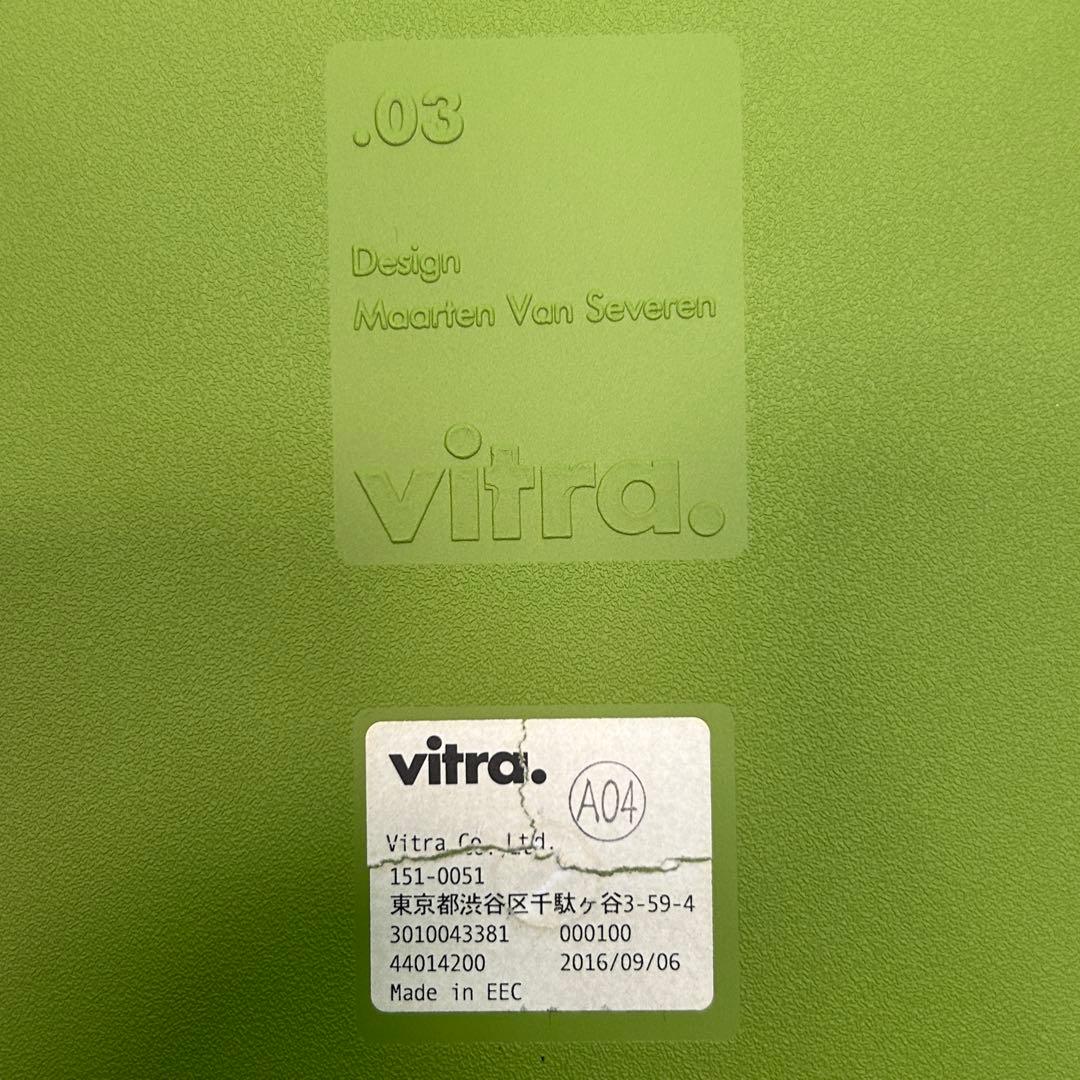 .03
Design
Maarten Van Severen
vitra.
vitra.
A04
Vitra Co. Ltd.
151-0051
東京都渋谷区千駄ヶ谷3-59-4
3010043381 000100
44014200 2016/09/06
Made in EEC